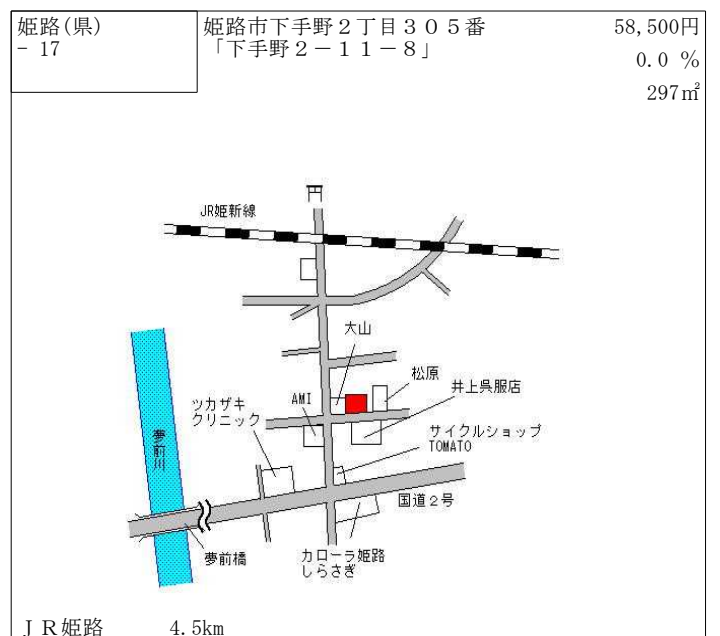 姫路(県)
- 17
姫路市下手野２丁目３０５番
「下手野２－１１－８」
58,500円
0.0 %
297㎡
JR姫新線
大山
松原
井上呉服店
AMI
ツカザキ
クリニック
サイクルショップ
TOMATO
夢前川
国道２号
夢前橋
カローラ姫路
しらさぎ
ＪＲ姫路 4.5km